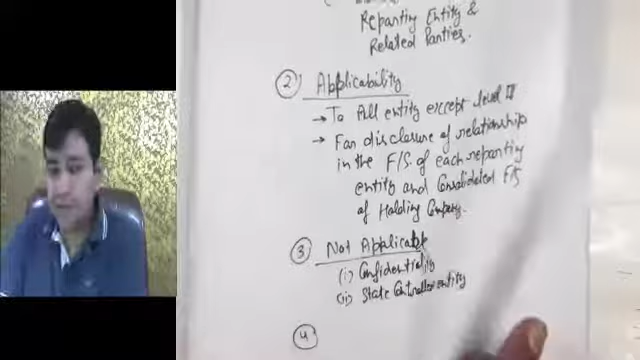 Reporting Entity &
Related Parties.
② Applicability
→ To All entity except level III
→ For disclosure of relationship
in the F/S. of each reporting
entity and Consolidated F/S
of Holding Company.
③ Not Applicable
(i) Confidentiality
(ii) State Controlled entity
④